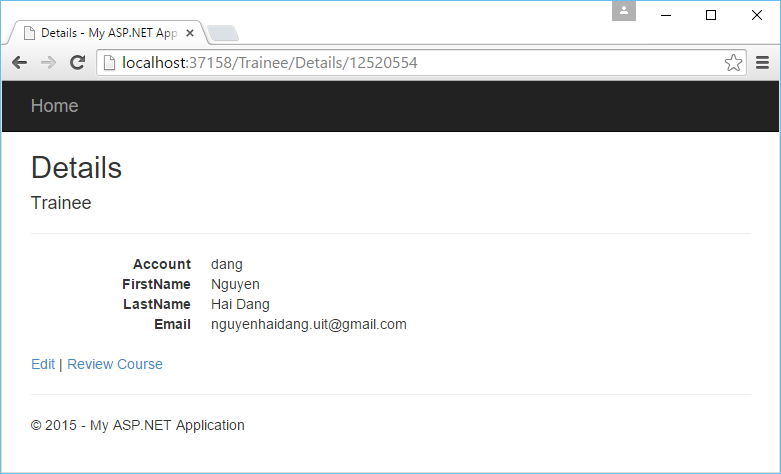 Details - My ASP.NET App
localhost:37158/Trainee/Details/12520554
Home
Details
Trainee
Account dang
FirstName Nguyen
LastName Hai Dang
Email nguyenhaidang.uit@gmail.com
Edit | Review Course
© 2015 - My ASP.NET Application